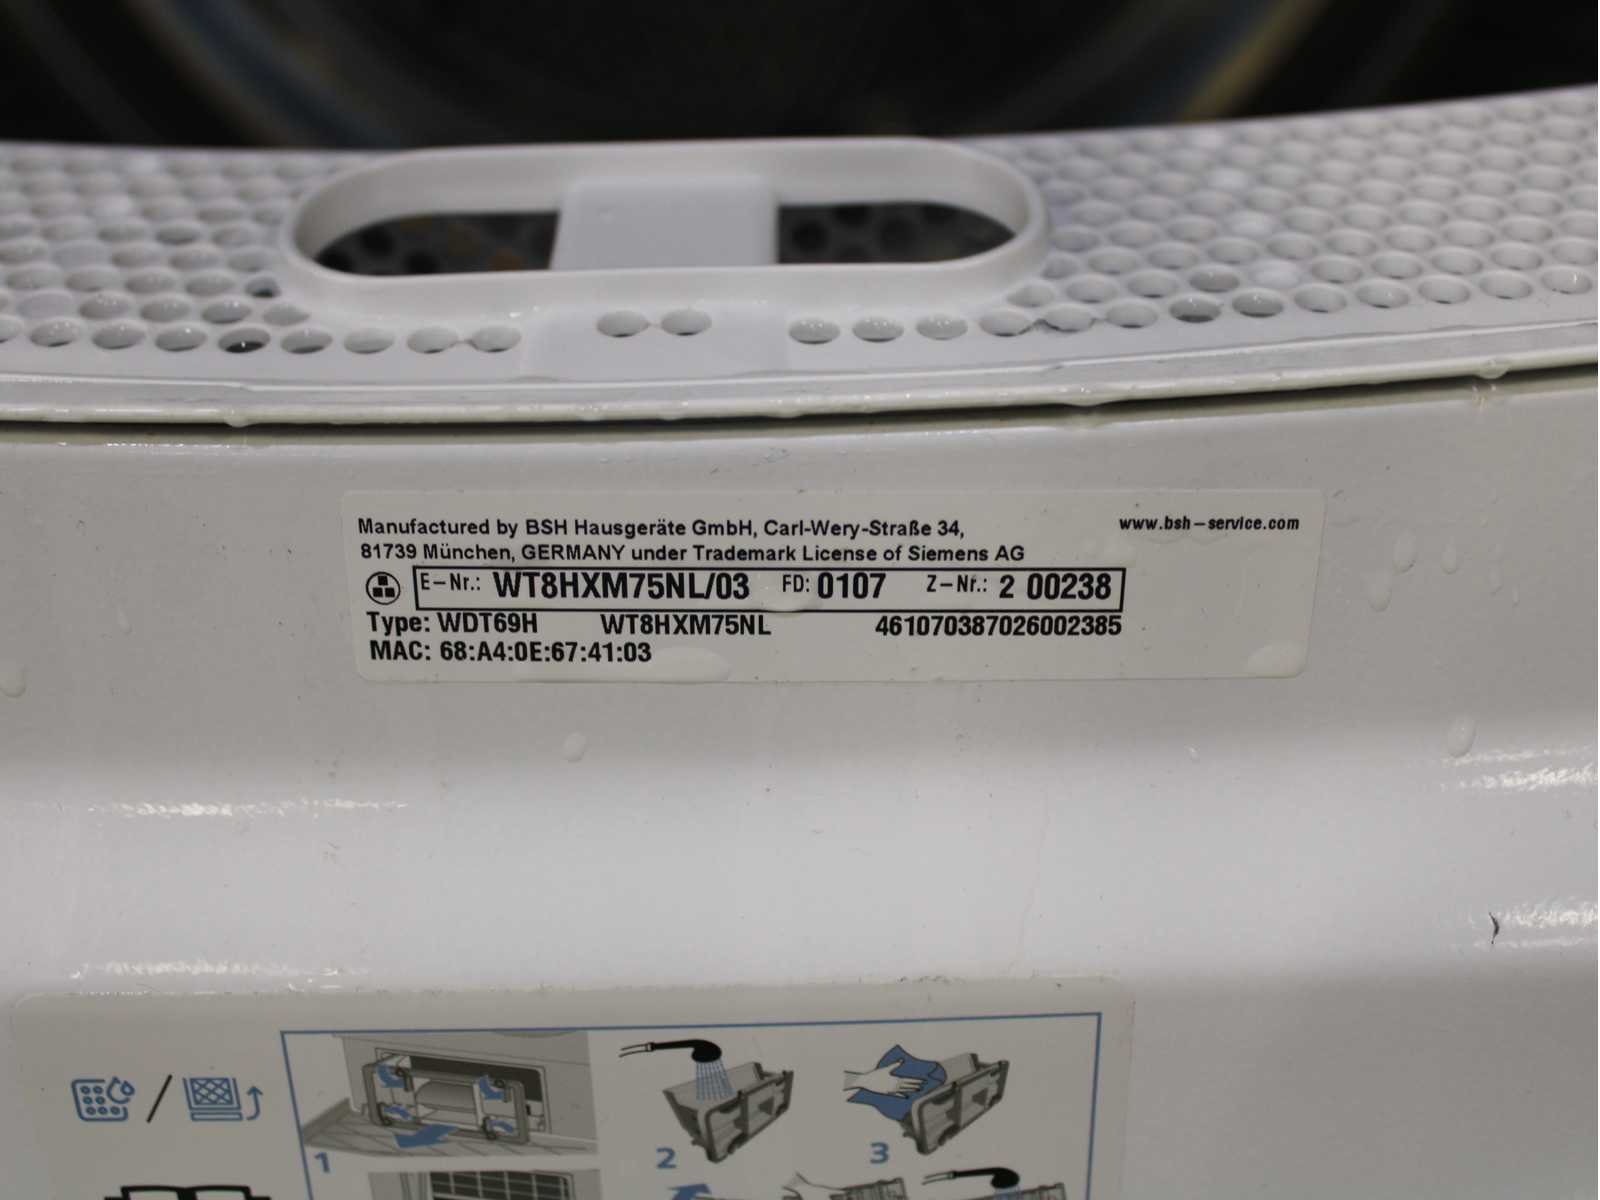 Manufactured by BSH Hausgeräte GmbH, Carl-Wery-Straße 34,
www.bsh-service.com
81739 München, GERMANY under Trademark License of Siemens AG
E-Nr.: WT8HXM75NL/03 FD: 0107 Z-Nr.: 2 00238
Type: WDT69H WT8HXM75NL 461070387026002385
MAC: 68:A4:0E:67:41:03
1
2
3